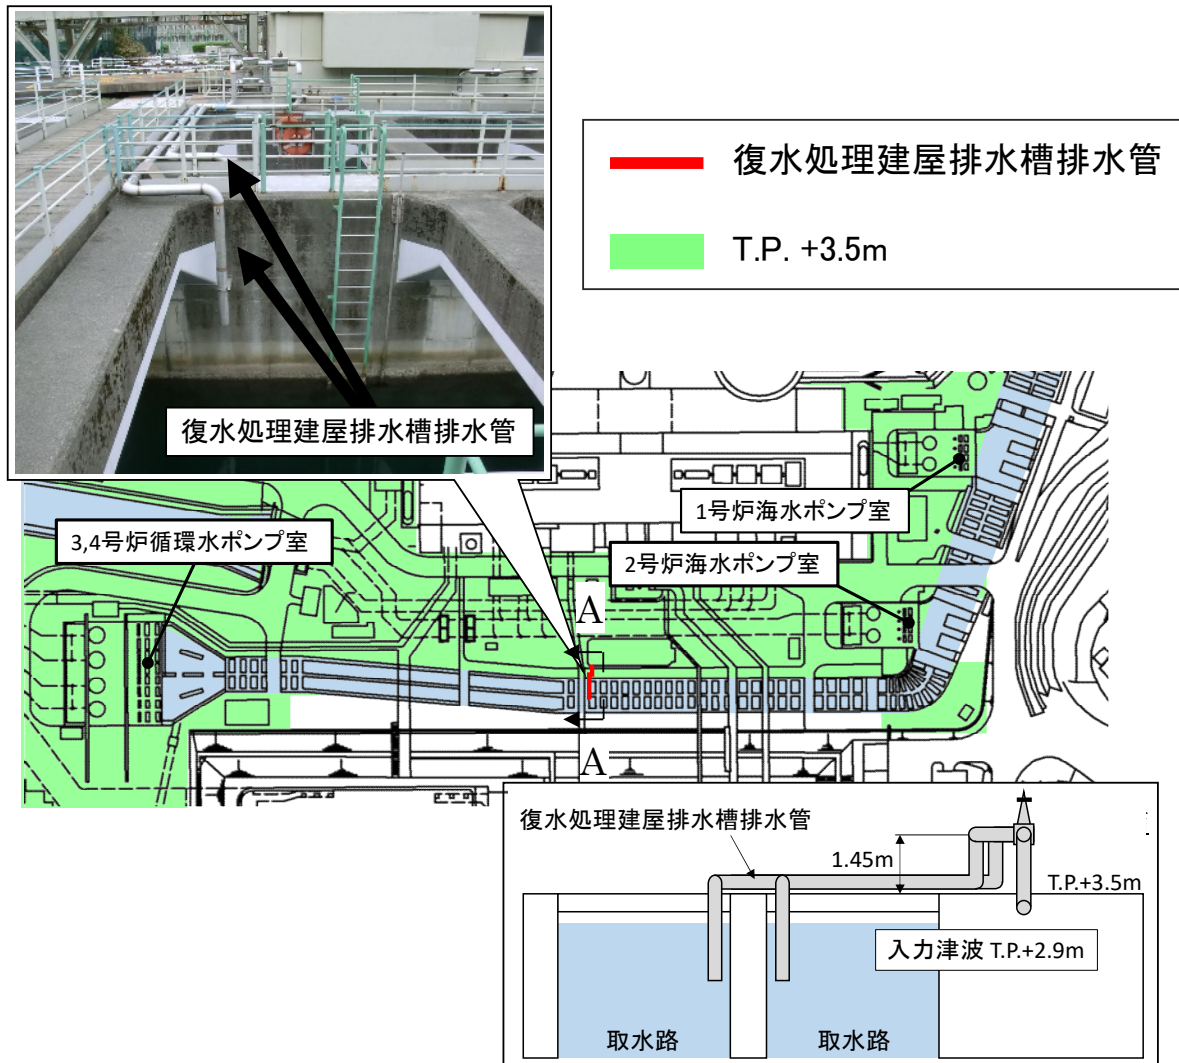 復水処理建屋排水槽排水管
T.P. +3.5m
復水処理建屋排水槽排水管
1号炉海水ポンプ室
3,4号炉循環水ポンプ室
2号炉海水ポンプ室
A
A
復水処理建屋排水槽排水管
1.45m
T.P.+3.5m
入力津波 T.P.+2.9m
取水路
取水路